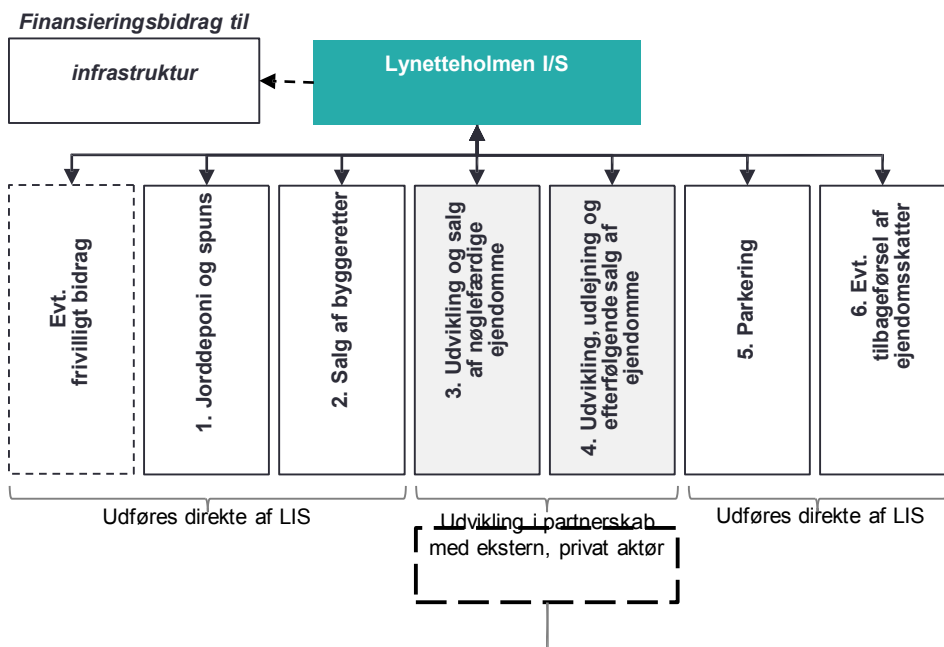 Finansieringsbidrag til
infrastruktur
Lynetteholmen I/S
Evt.
frivilligt bidrag
1. Jorddeponi og spuns
2. Salg af byggeretter
3. Udvikling og salg
af nøglefærdige
ejendomme
4. Udvikling, udlejning og
efterfølgende salg af
ejendomme
5. Parkering
6. Evt.
tilbageførsel af
ejendomsskatter
Udføres direkte af LIS
Udvikling i partnerskab
med ekstern, privat aktør
Udføres direkte af LIS